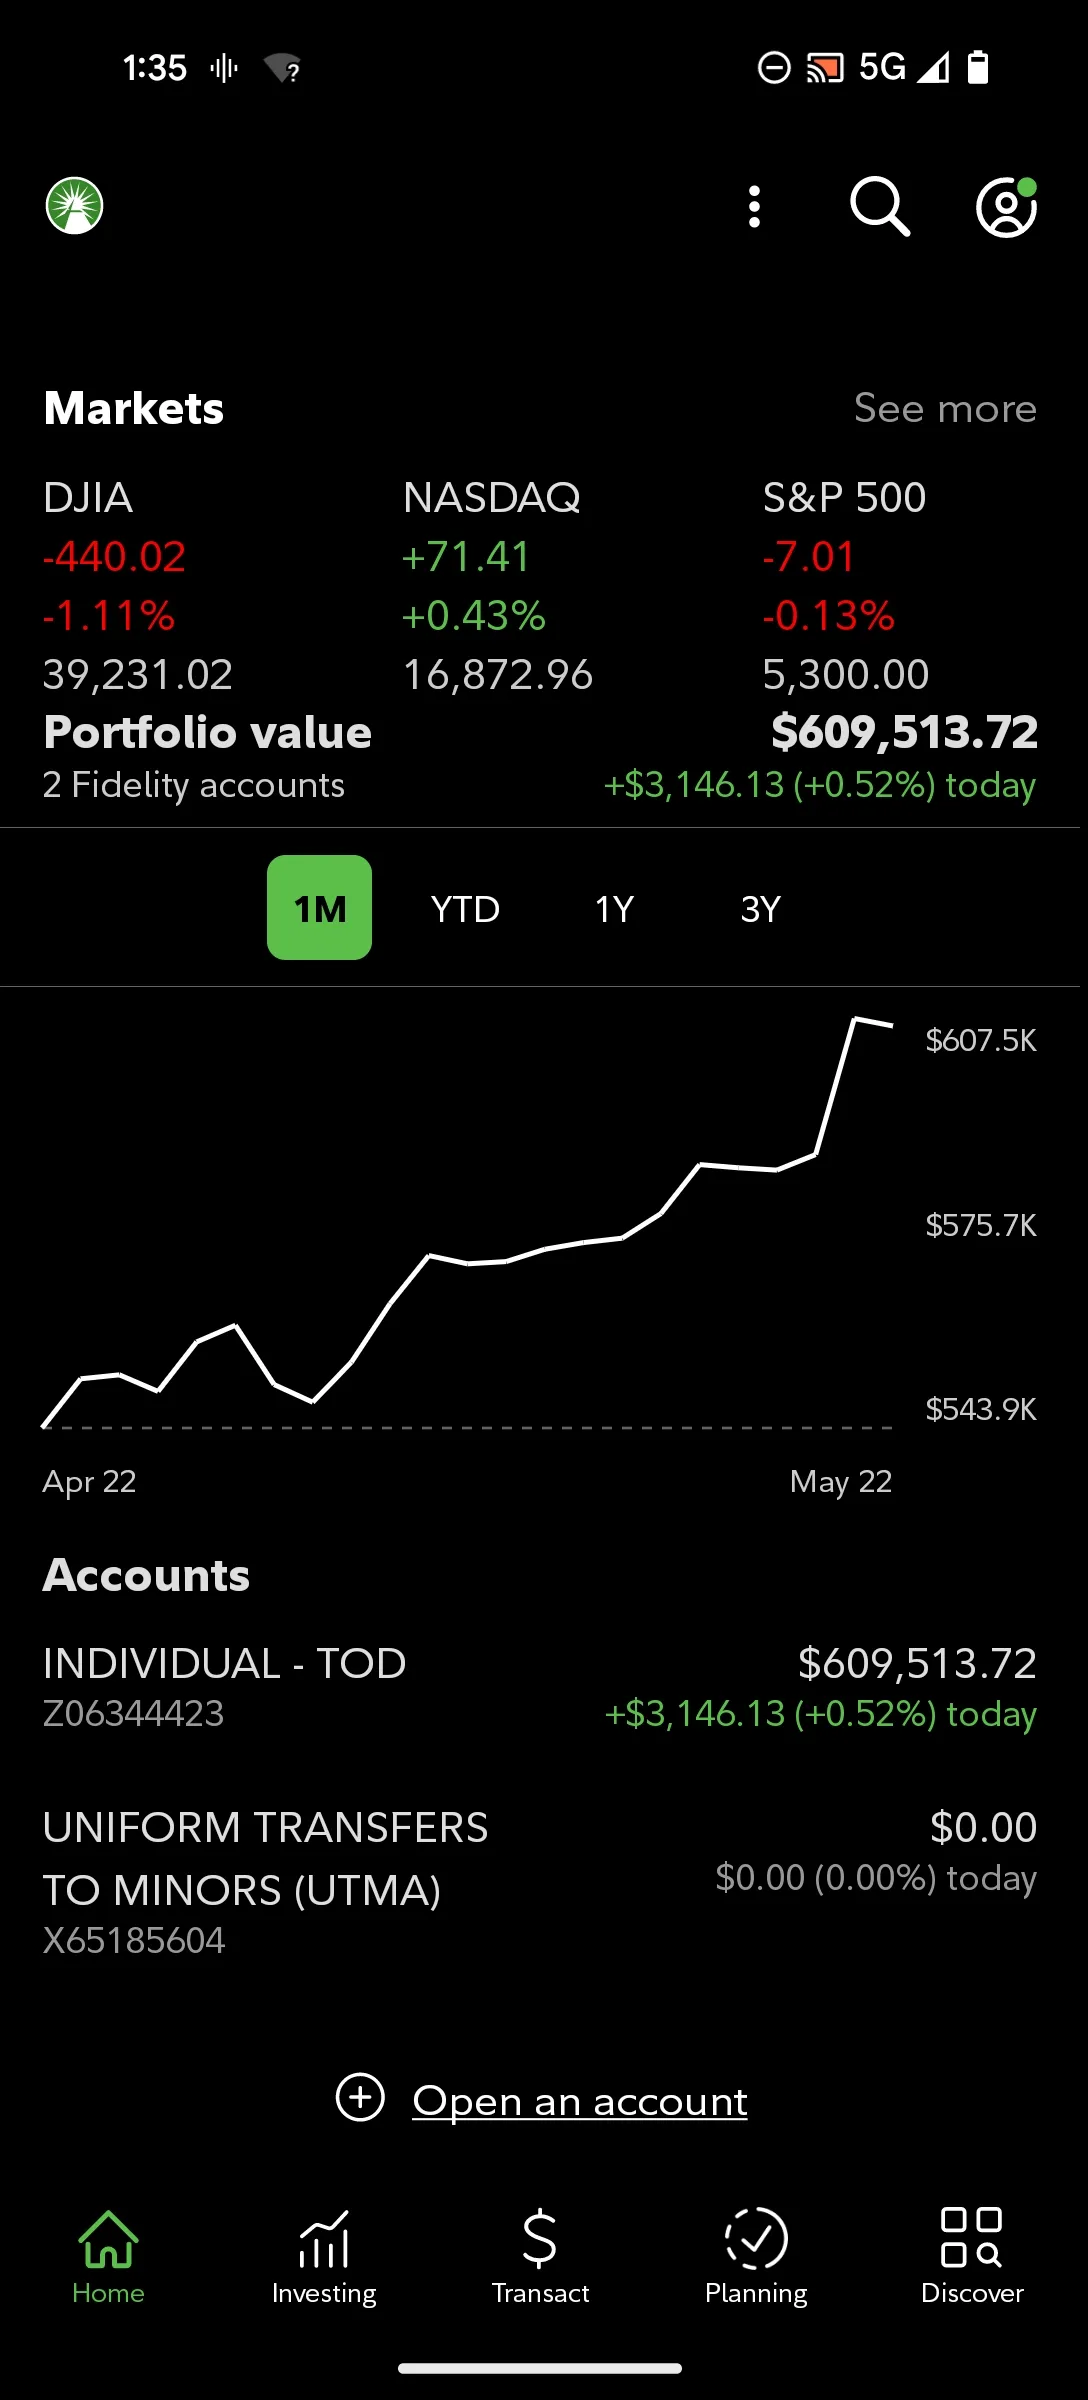 1:35
5G
Markets
See more
DJIA NASDAQ S&P 500
-440.02 +71.41 -7.01
-1.11% +0.43% -0.13%
39,231.02 16,872.96 5,300.00
Portfolio value $609,513.72
2 Fidelity accounts +$3,146.13 (+0.52%) today
1M YTD 1Y 3Y
$607.5K
$575.7K
$543.9K
Apr 22 May 22
Accounts
INDIVIDUAL - TOD $609,513.72
Z06344423 +$3,146.13 (+0.52%) today
UNIFORM TRANSFERS $0.00
TO MINORS (UTMA) $0.00 (0.00%) today
X65185604
Open an account
Home Investing Transact Planning Discover